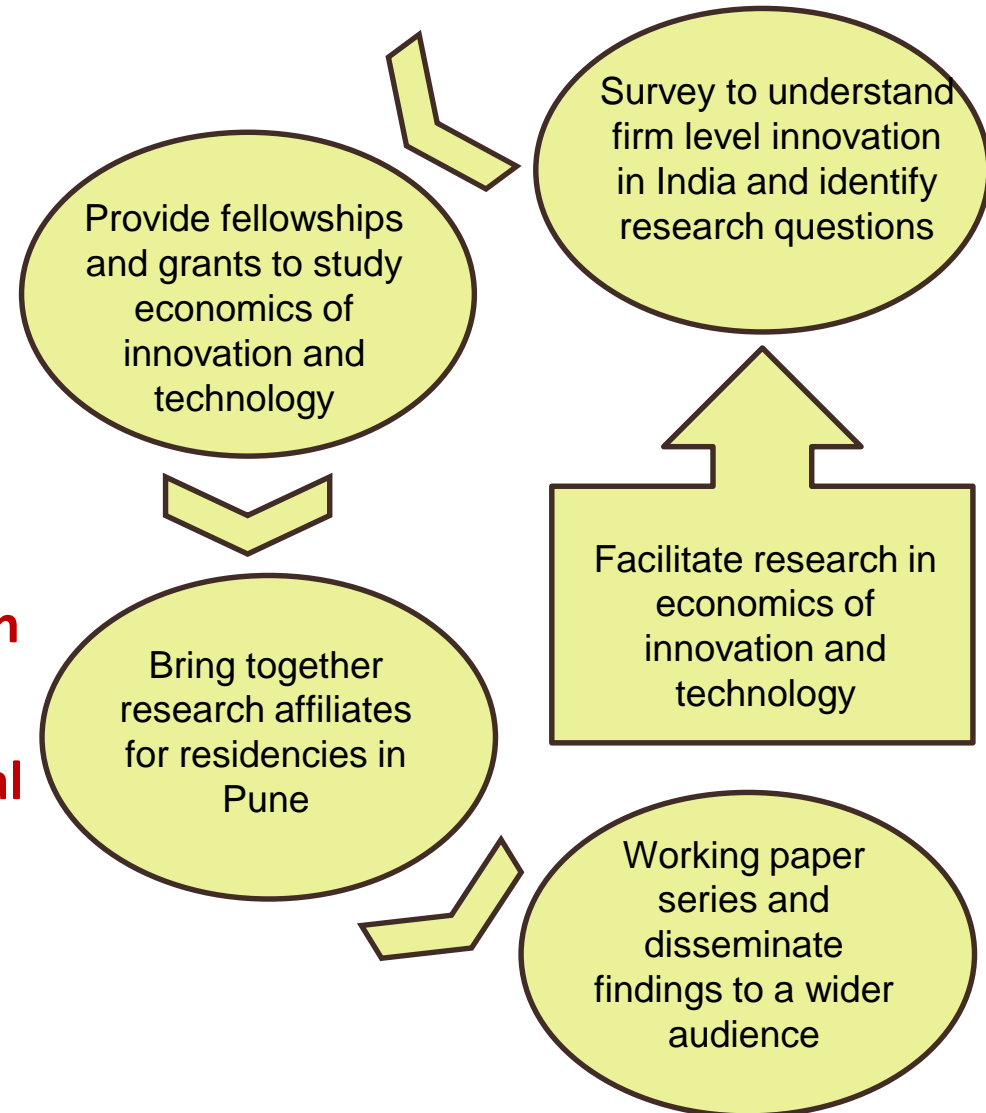 Survey to understand
firm level innovation
in India and identify
research questions
Provide fellowships
and grants to study
economics of
innovation and
technology
Bring together
research affiliates
for residencies in
Pune
Facilitate research in
economics of
innovation and
technology
Working paper
series and
disseminate
findings to a wider
audience